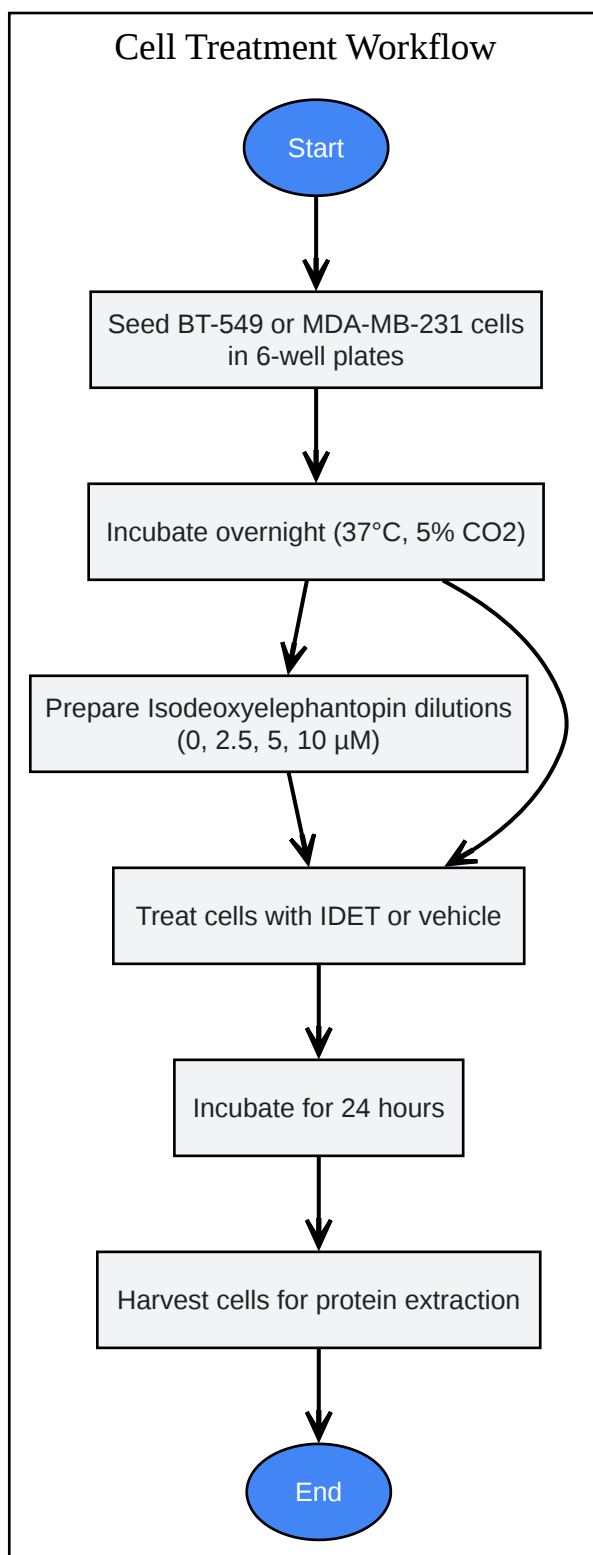 Cell Treatment Workflow
Start
Seed BT-549 or MDA-MB-231 cells
in 6-well plates
Incubate overnight (37°C, 5% CO2)
Prepare Isodeoxyelephantopin dilutions
(0, 2.5, 5, 10 µM)
Treat cells with IDET or vehicle
Incubate for 24 hours
Harvest cells for protein extraction
End